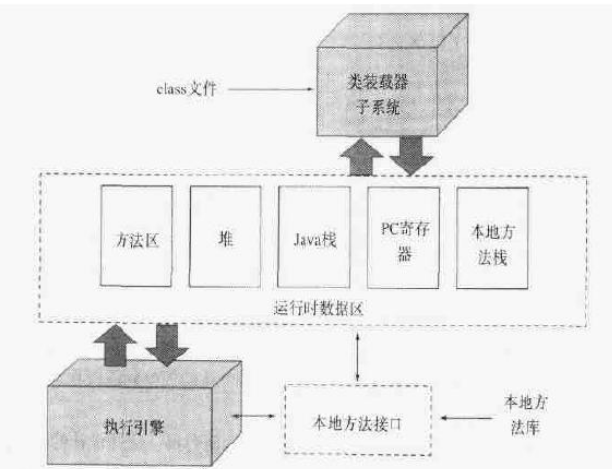 class文件
类装载器
子系统
方法区
堆
Java栈
PC寄存
器
本地方
法栈
运行时数据区
执行引擎
本地方法接口
本地方
法库